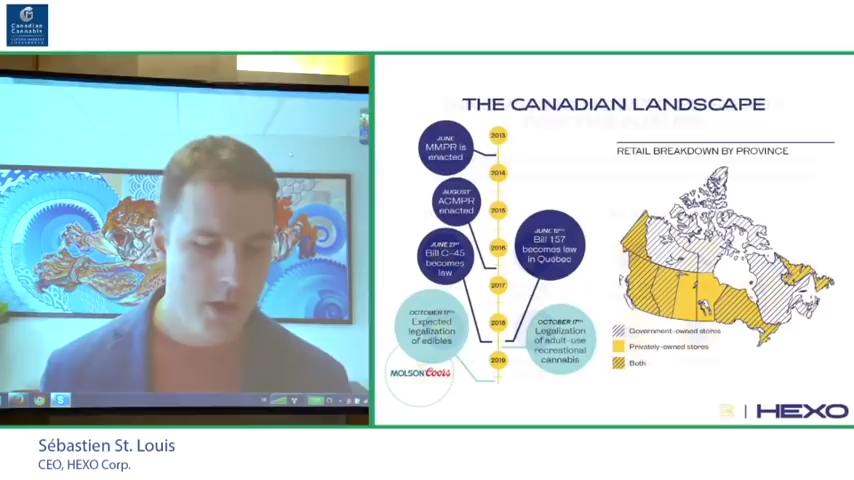 Canadian
Cannabis
THE CANADIAN LANDSCAPE
2013
JUNE
MMPR is
enacted
2014
AUGUST
ACMPR
enacted
2015
JUNE 21ST
Bill C-45
becomes
law
2016
JUNE 12TH
Bill 157
becomes law
in Québec
2017
OCTOBER 17TH
Expected
legalization
of edibles
2018
OCTOBER 17TH
Legalization
of adult-use
recreational
cannabis
2019
MOLSON Coors
RETAIL BREAKDOWN BY PROVINCE
Government-owned stores
Privately-owned stores
Both
3 | HEXO
Sébastien St. Louis
CEO, HEXO Corp.